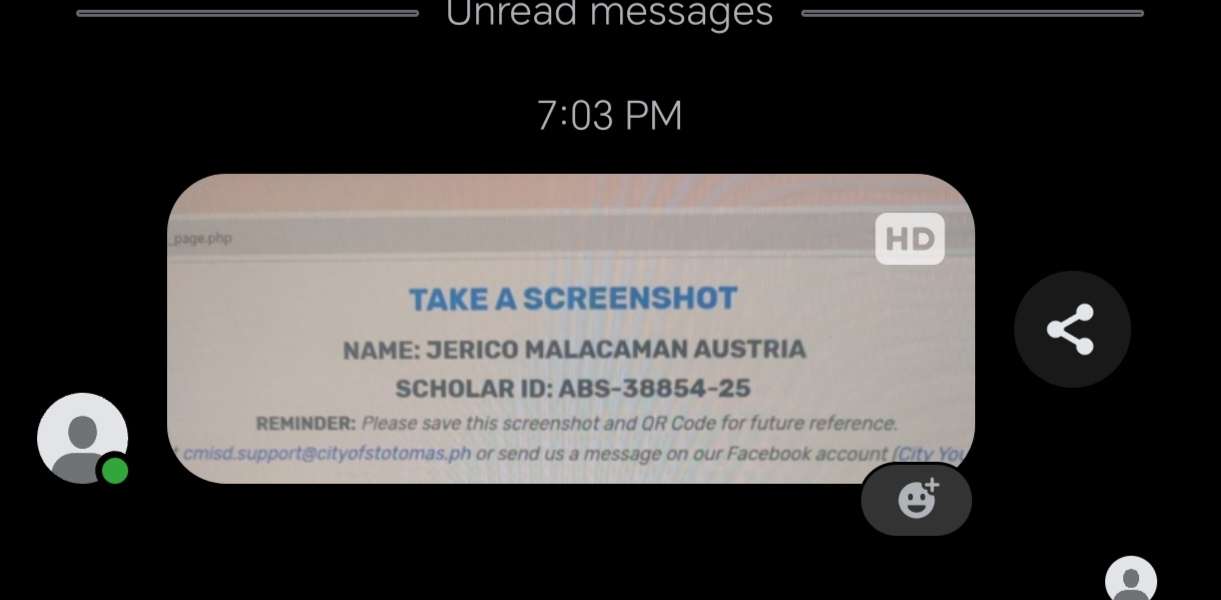 Unread messages
7:03 PM
_page.php
HD
TAKE A SCREENSHOT
NAME: JERICO MALACAMAN AUSTRIA
SCHOLAR ID: ABS-38854-25
REMINDER: Please save this screenshot and QR Code for future reference.
cmisd.support@cityofstotomas.ph or send us a message on our Facebook account (City You